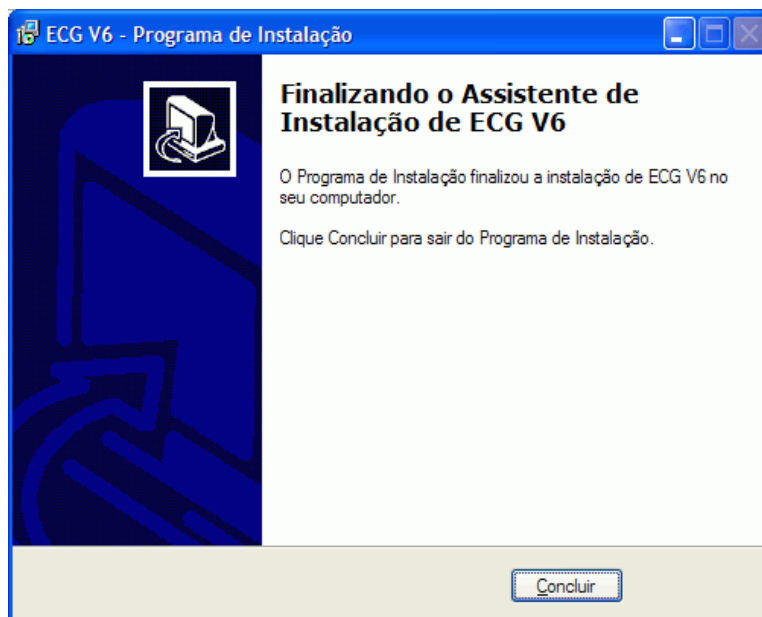 ECG V6 - Programa de Instalação
Finalizando o Assistente de
Instalação de ECG V6
O Programa de Instalação finalizou a instalação de ECG V6 no
seu computador.
Clique Concluir para sair do Programa de Instalação.
Concluir